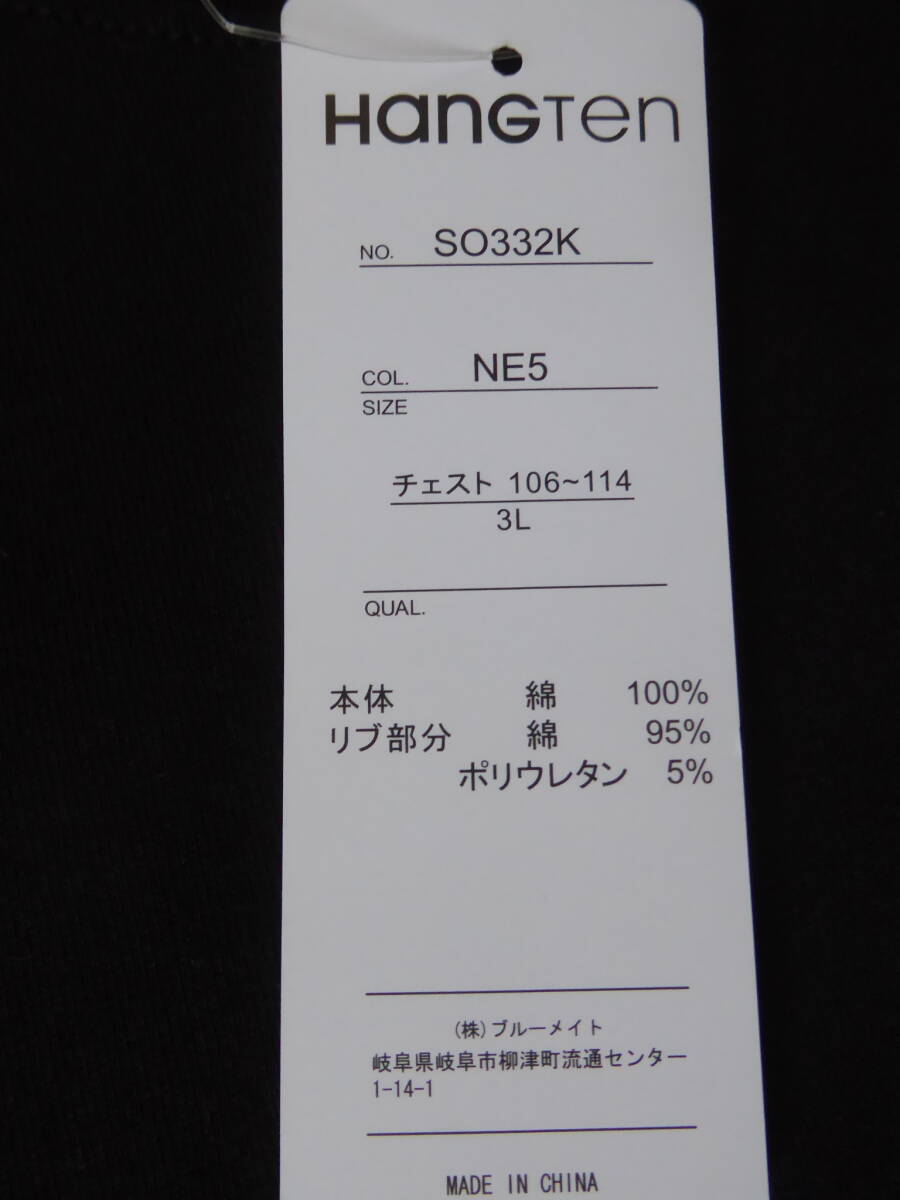 HangTen
NO. SO332K
COL. NE5
SIZE
チェスト 106~114
3L
QUAL.
本体 綿 100%
リブ部分 綿 95%
ポリウレタン 5%
(株)ブルーメイト
岐阜県岐阜市柳津町流通センター
1-14-1
MADE IN CHINA